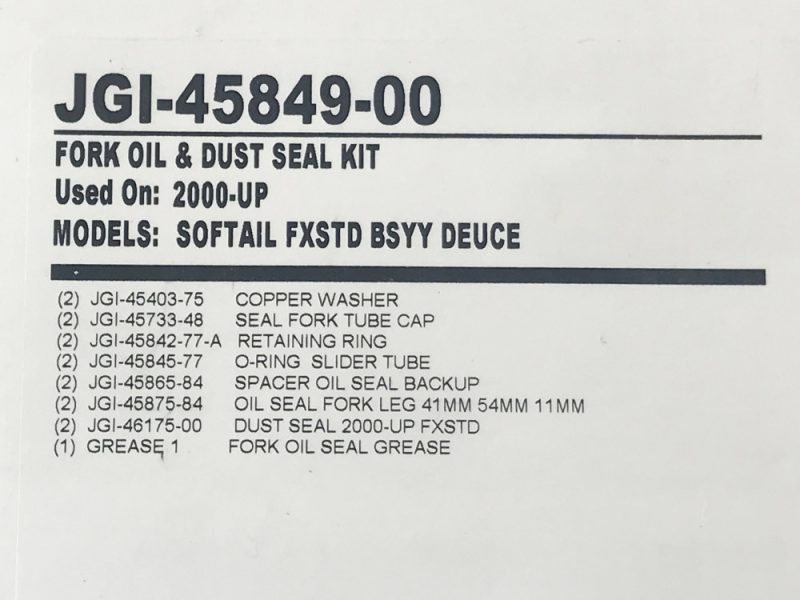 JGI-45849-00
FORK OIL & DUST SEAL KIT
Used On: 2000-UP
MODELS: SOFTAIL FXSTD BSYY DEUCE
(2) JGI-45403-75 COPPER WASHER
(2) JGI-45733-48 SEAL FORK TUBE CAP
(2) JGI-45842-77-A RETAINING RING
(2) JGI-45845-77 O-RING SLIDER TUBE
(2) JGI-45865-84 SPACER OIL SEAL BACKUP
(2) JGI-45875-84 OIL SEAL FORK LEG 41MM 54MM 11MM
(2) JGI-46175-00 DUST SEAL 2000-UP FXSTD
(1) GREASE 1 FORK OIL SEAL GREASE